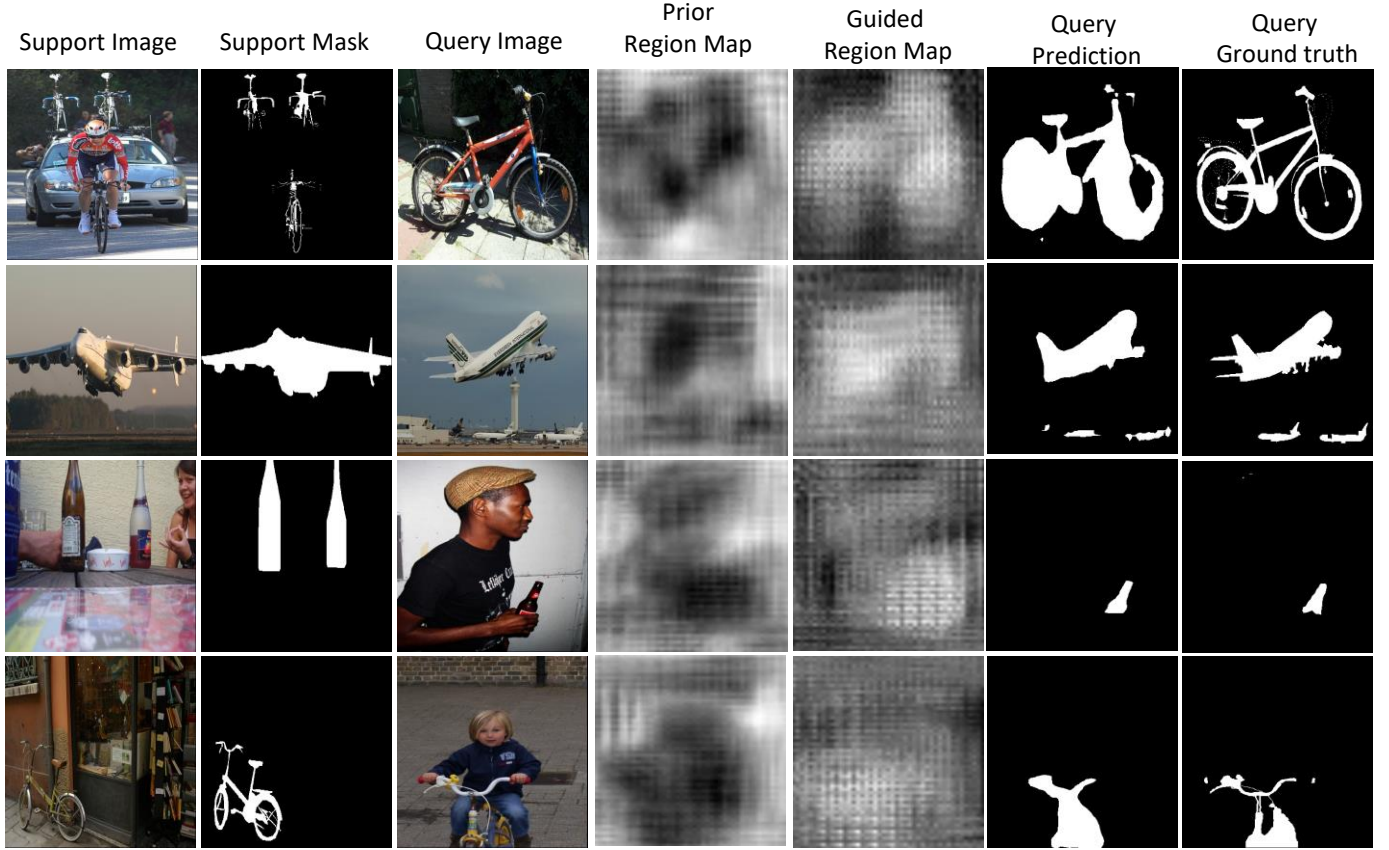 Support Image
Support Mask
Query Image
Prior
Region Map
Guided
Region Map
Query
Prediction
Query
Ground truth